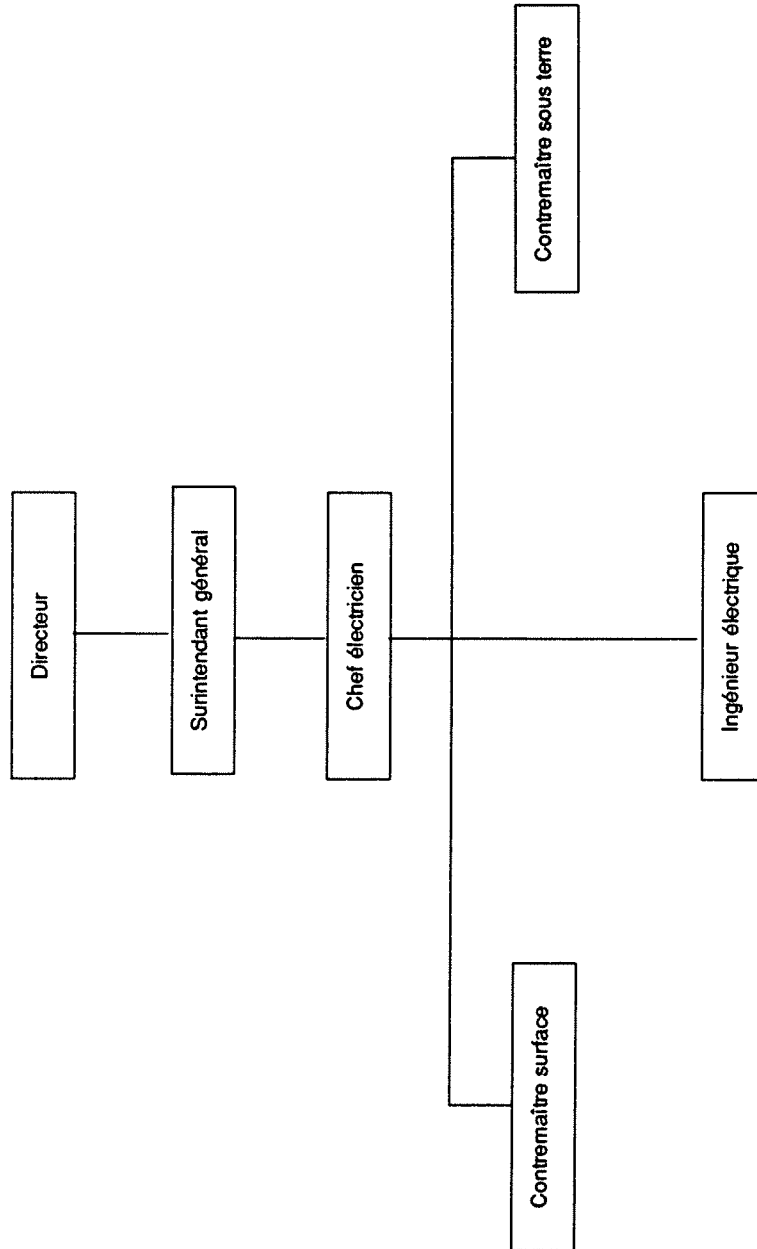 Directeur
Surintendant général
Chef électricien
Contremaître surface
Contremaître sous terre
Ingénieur électrique